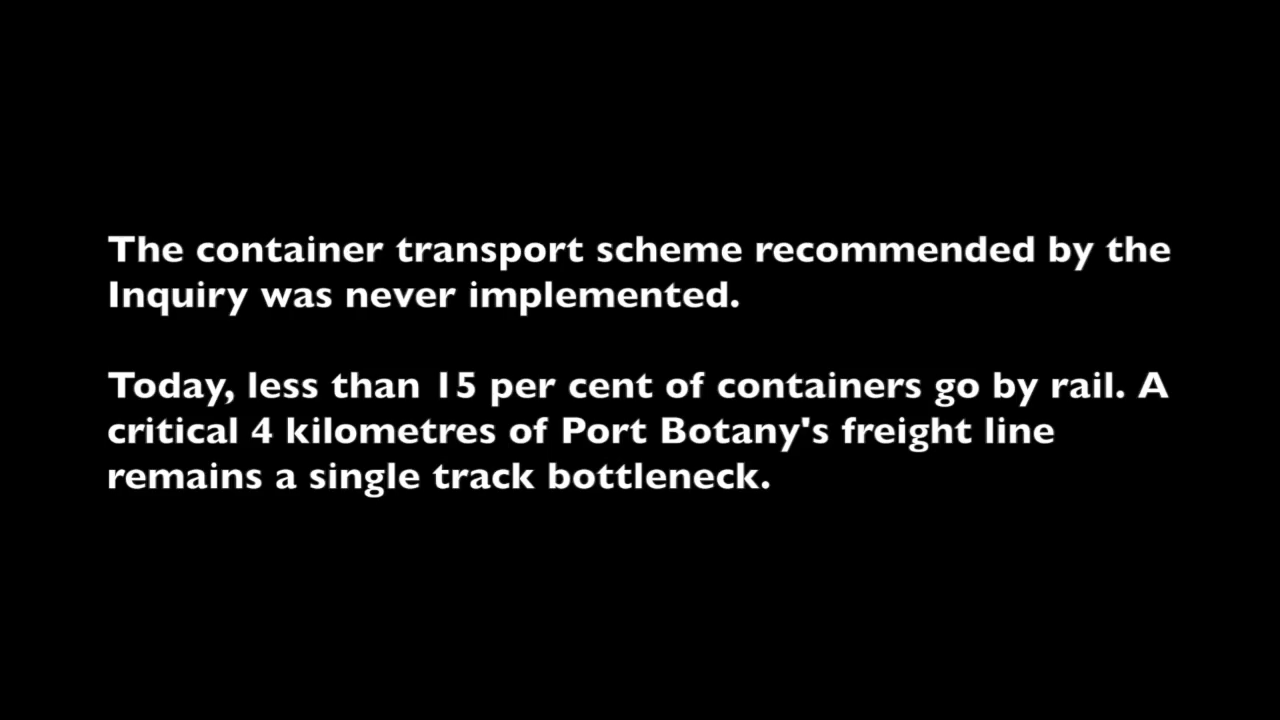 The container transport scheme recommended by the
Inquiry was never implemented.
Today, less than 15 per cent of containers go by rail. A
critical 4 kilometres of Port Botany's freight line
remains a single track bottleneck.